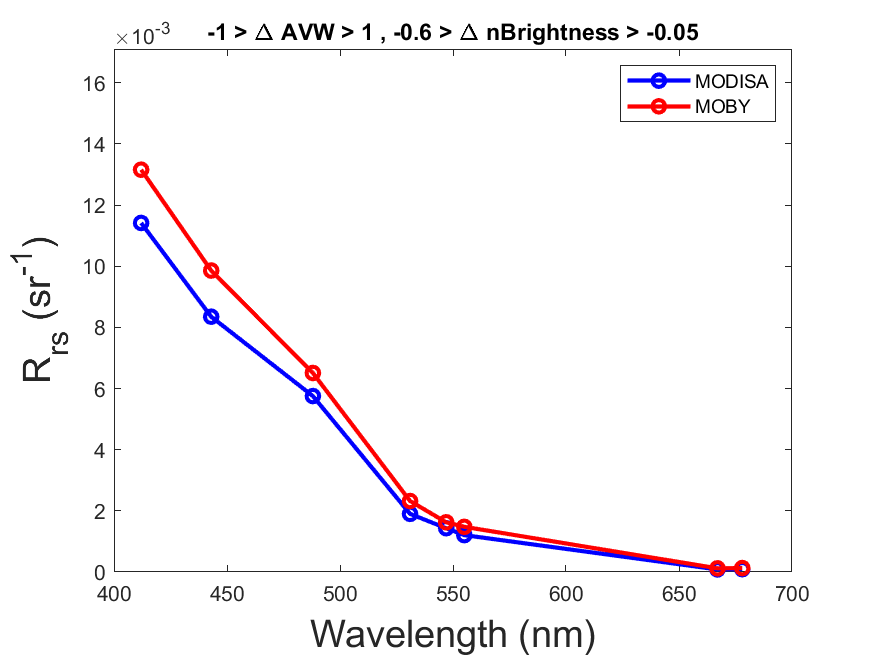 -1 > Δ AVW > 1 , -0.6 > Δ nBrightness > -0.05
×10⁻³
MODISA
MOBY
16
14
12
10
8
6
4
2
0
R_rs (sr⁻¹)
400 450 500 550 600 650 700
Wavelength (nm)